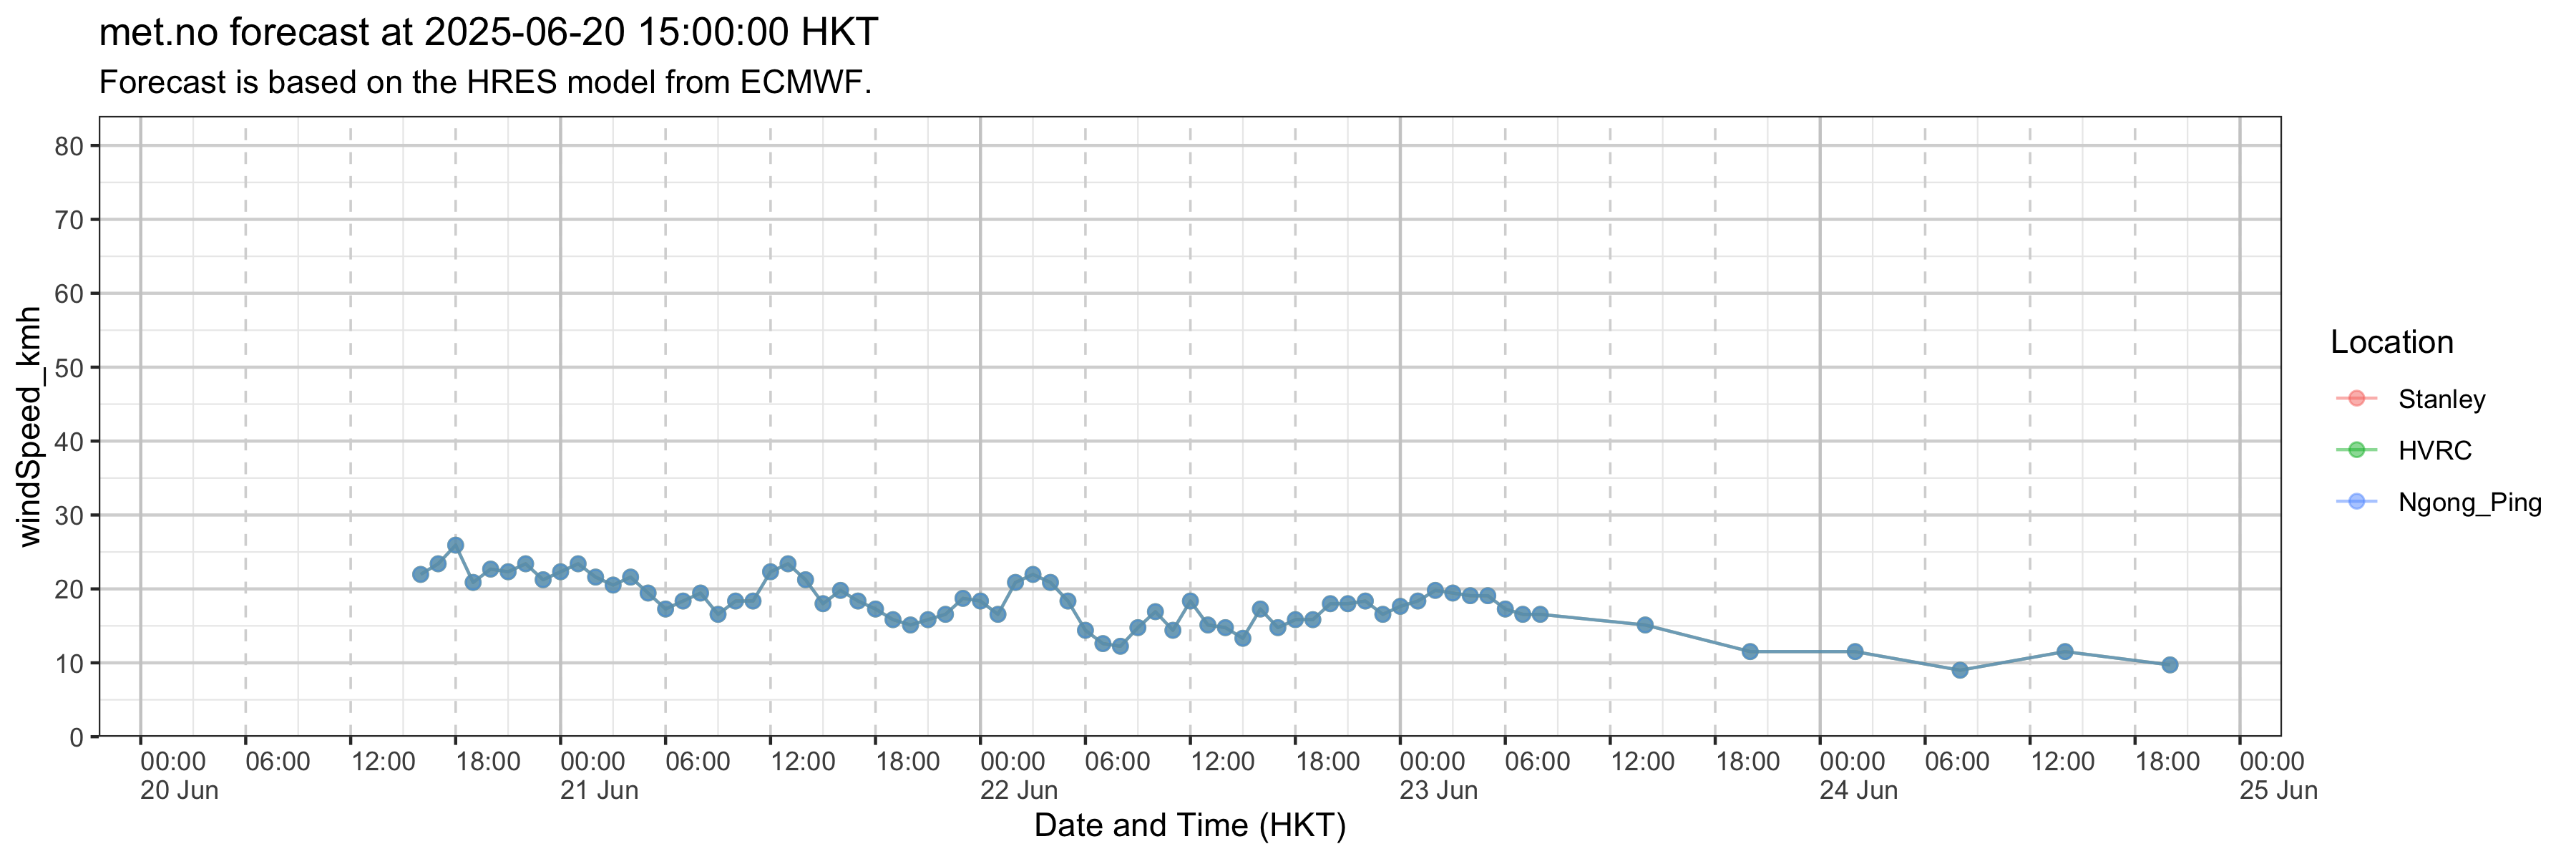 met.no forecast at 2025-06-20 15:00:00 HKT
Forecast is based on the HRES model from ECMWF.
windSpeed_kmh
80
70
60
50
40
30
20
10
0
00:00 06:00 12:00 18:00 00:00 06:00 12:00 18:00 00:00 06:00 12:00 18:00 00:00 06:00 12:00 18:00 00:00 06:00 12:00 18:00 00:00
20 Jun 21 Jun 22 Jun 23 Jun 24 Jun 25 Jun
Date and Time (HKT)
Location
Stanley
HVRC
Ngong_Ping